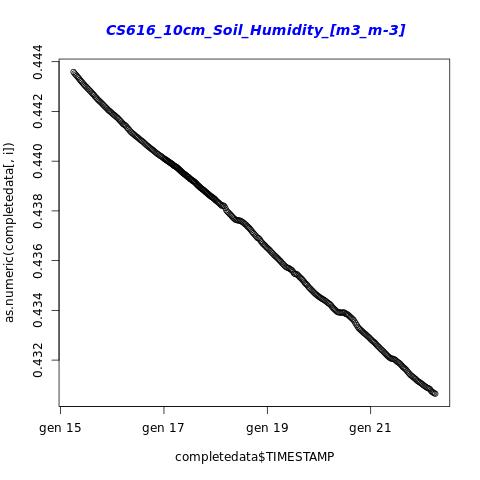 CS616_10cm_Soil_Humidity_[m3_m-3]
as.numeric(completedata[, i])
0.444
0.442
0.440
0.438
0.436
0.434
0.432
gen 15 gen 17 gen 19 gen 21
completedata$TIMESTAMP